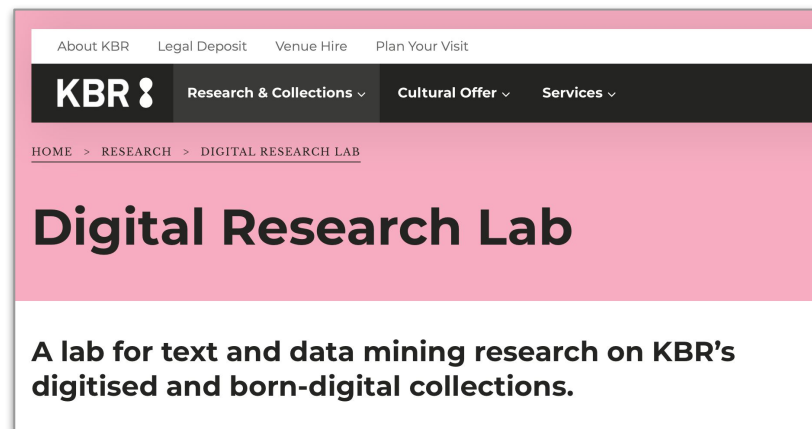 About KBR Legal Deposit Venue Hire Plan Your Visit
KBR Research & Collections Cultural Offer Services
HOME > RESEARCH > DIGITAL RESEARCH LAB
Digital Research Lab
A lab for text and data mining research on KBR’s
digitised and born-digital collections.